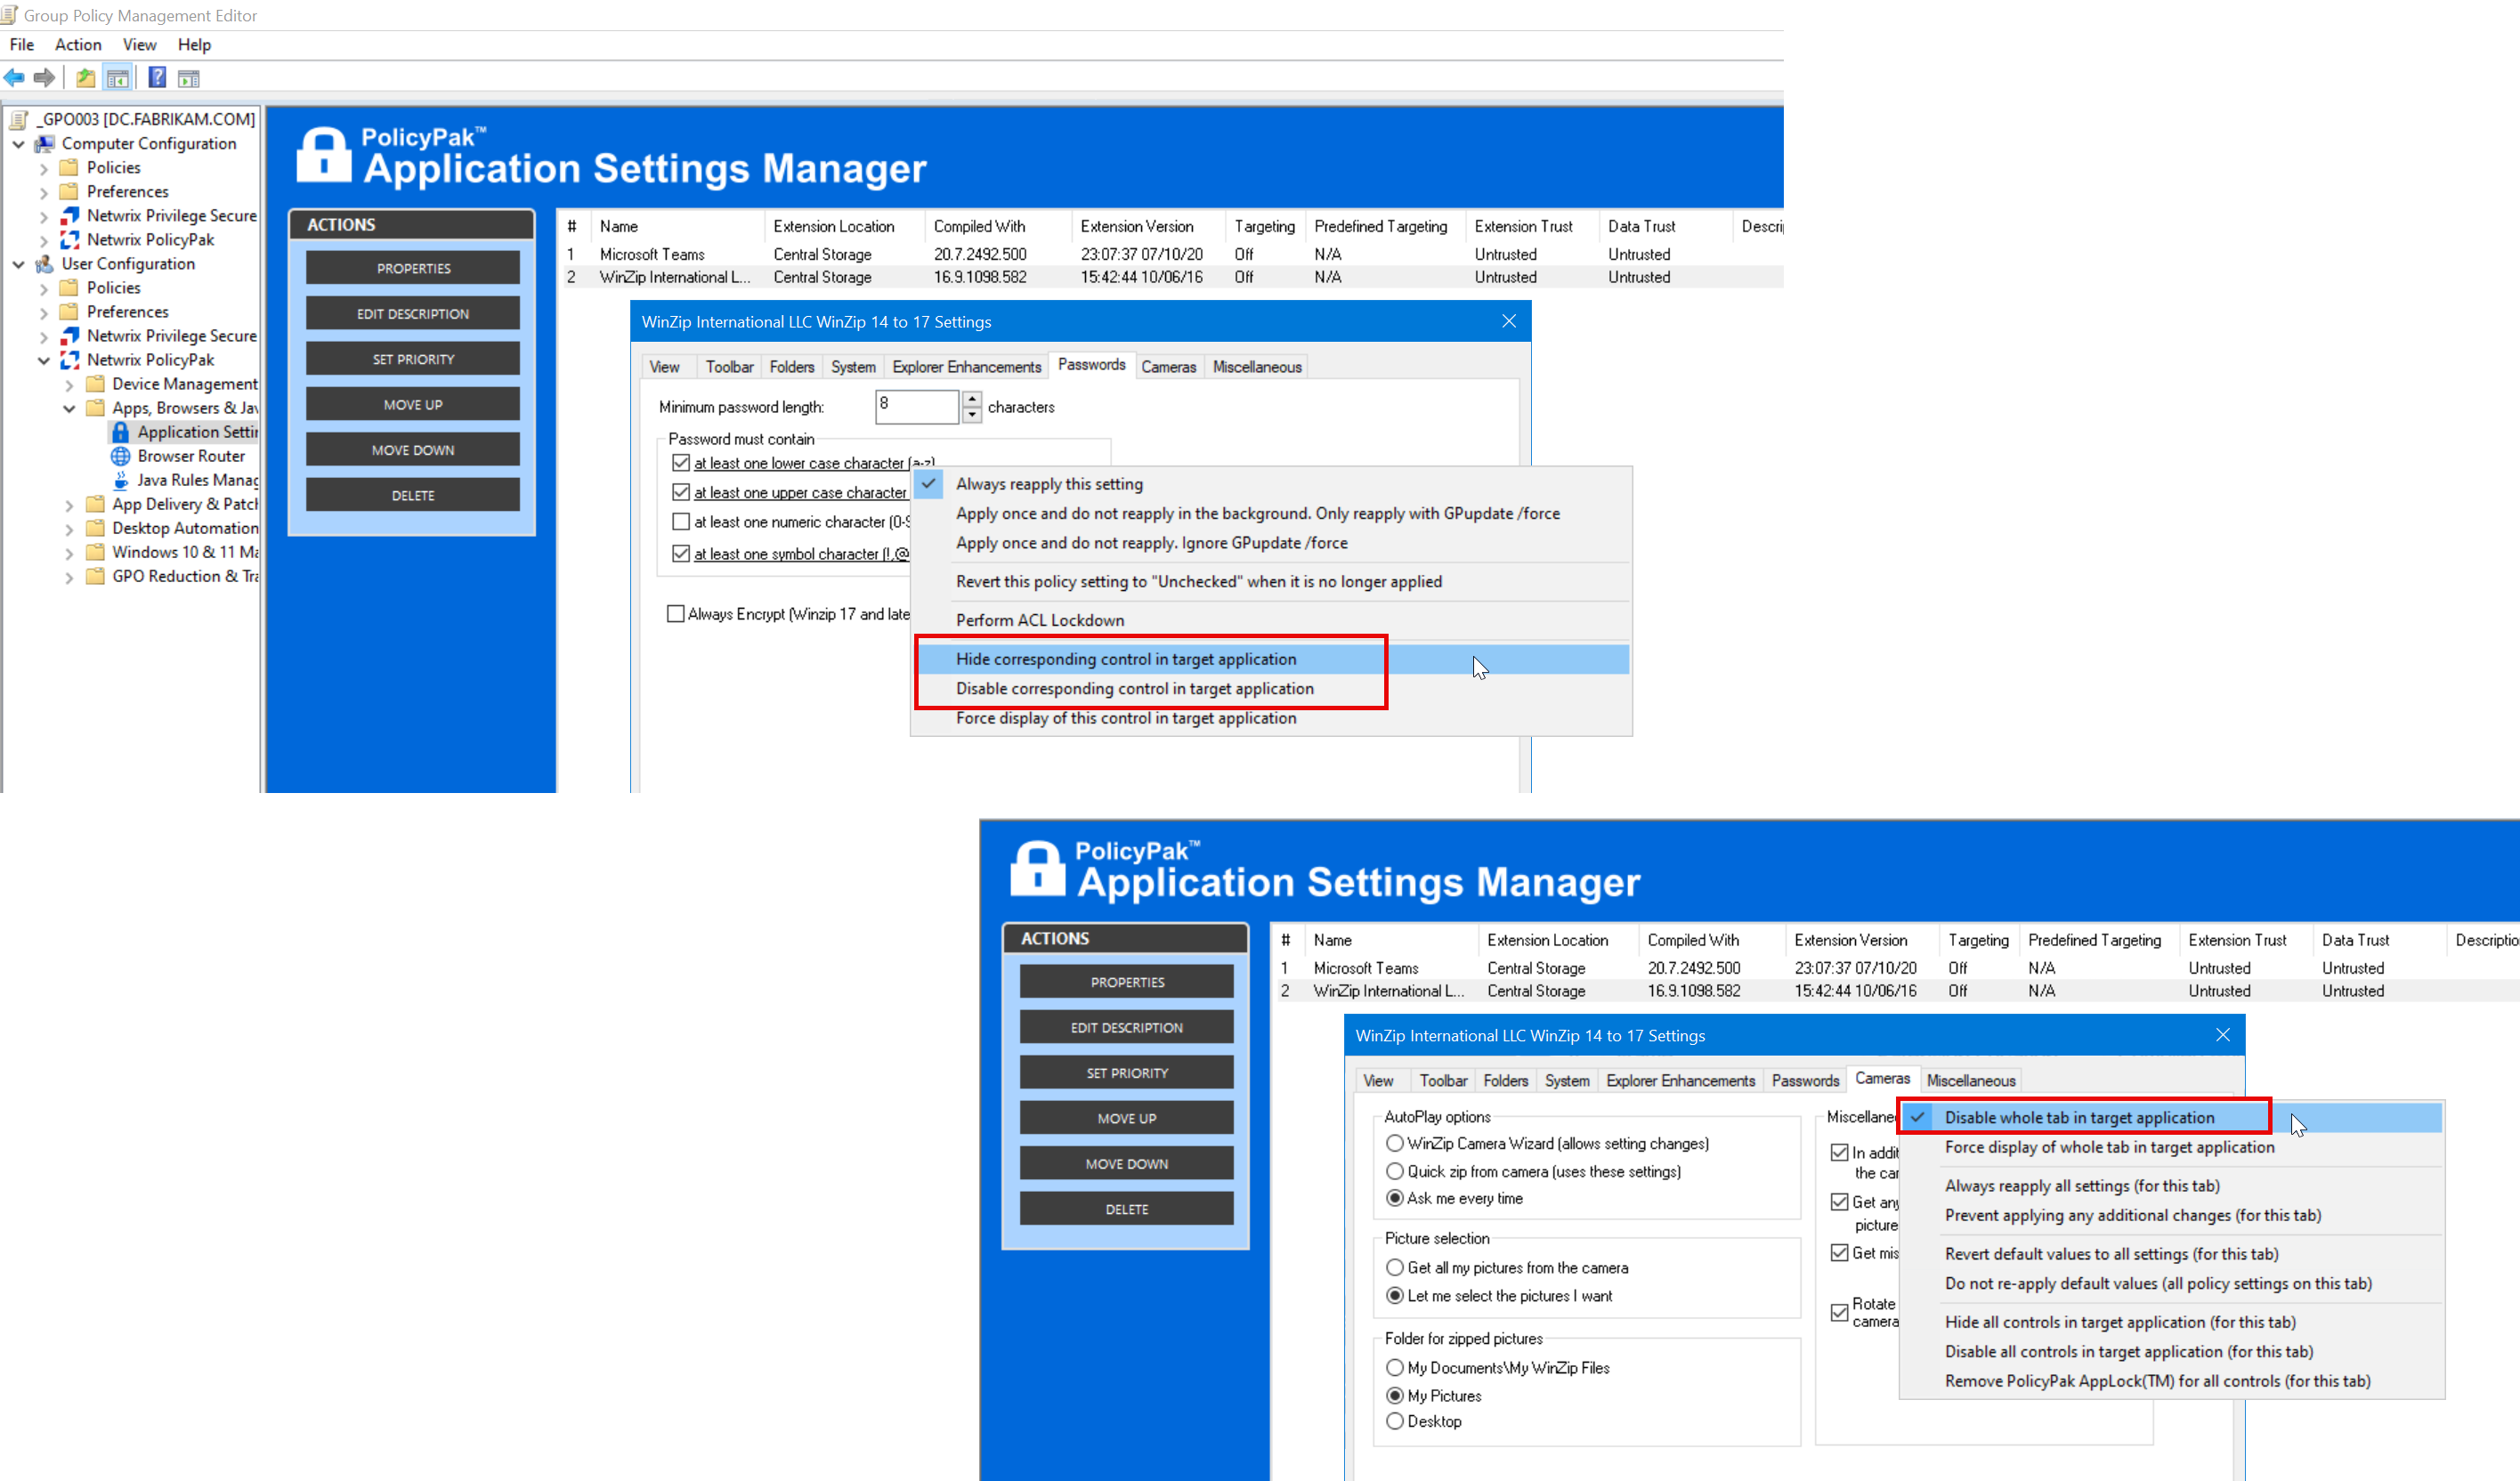 Group Policy Management Editor
File Action View Help
_GPO003 [DC.FABRIKAM.COM]
Computer Configuration
Policies
Preferences
Netwrix Privilege Secure
Netwrix PolicyPak
User Configuration
Policies
Preferences
Netwrix Privilege Secure
Netwrix PolicyPak
Device Management
Apps, Browsers & Jav
Application Settin
Browser Router
Java Rules Manag
App Delivery & Patch
Desktop Automation
Windows 10 & 11 Ma
GPO Reduction & Tra
PolicyPak™
Application Settings Manager
ACTIONS
PROPERTIES
EDIT DESCRIPTION
SET PRIORITY
MOVE UP
MOVE DOWN
DELETE
# Name Extension Location Compiled With Extension Version Targeting Predefined Targeting Extension Trust Data Trust Descri
1 Microsoft Teams Central Storage 20.7.2492.500 23:07:37 07/10/20 Off N/A Untrusted Untrusted
2 WinZip International L... Central Storage 16.9.1098.582 15:42:44 10/06/16 Off N/A Untrusted Untrusted
WinZip International LLC WinZip 14 to 17 Settings
View Toolbar Folders System Explorer Enhancements Passwords Cameras Miscellaneous
Minimum password length: 8 characters
Password must contain
at least one lower case character (a-z)
at least one upper case character
at least one numeric character (0-9
at least one symbol character (!,@
Always Encrypt (Winzip 17 and late
Always reapply this setting
Apply once and do not reapply in the background. Only reapply with GPupdate /force
Apply once and do not reapply. Ignore GPupdate /force
Revert this policy setting to "Unchecked" when it is no longer applied
Perform ACL Lockdown
Hide corresponding control in target application
Disable corresponding control in target application
Force display of this control in target application
PolicyPak™
Application Settings Manager
ACTIONS
PROPERTIES
EDIT DESCRIPTION
SET PRIORITY
MOVE UP
MOVE DOWN
DELETE
# Name Extension Location Compiled With Extension Version Targeting Predefined Targeting Extension Trust Data Trust Descriptio
1 Microsoft Teams Central Storage 20.7.2492.500 23:07:37 07/10/20 Off N/A Untrusted Untrusted
2 WinZip International L... Central Storage 16.9.1098.582 15:42:44 10/06/16 Off N/A Untrusted Untrusted
WinZip International LLC WinZip 14 to 17 Settings
View Toolbar Folders System Explorer Enhancements Passwords Cameras Miscellaneous
AutoPlay options
WinZip Camera Wizard (allows setting changes)
Quick zip from camera (uses these settings)
Ask me every time
Picture selection
Get all my pictures from the camera
Let me select the pictures I want
Folder for zipped pictures
My Documents\My WinZip Files
My Pictures
Desktop
Miscellane
In addit
the car
Get any
picture
Get mis
Rotate
camera
Disable whole tab in target application
Force display of whole tab in target application
Always reapply all settings (for this tab)
Prevent applying any additional changes (for this tab)
Revert default values to all settings (for this tab)
Do not re-apply default values (all policy settings on this tab)
Hide all controls in target application (for this tab)
Disable all controls in target application (for this tab)
Remove PolicyPak AppLock(TM) for all controls (for this tab)